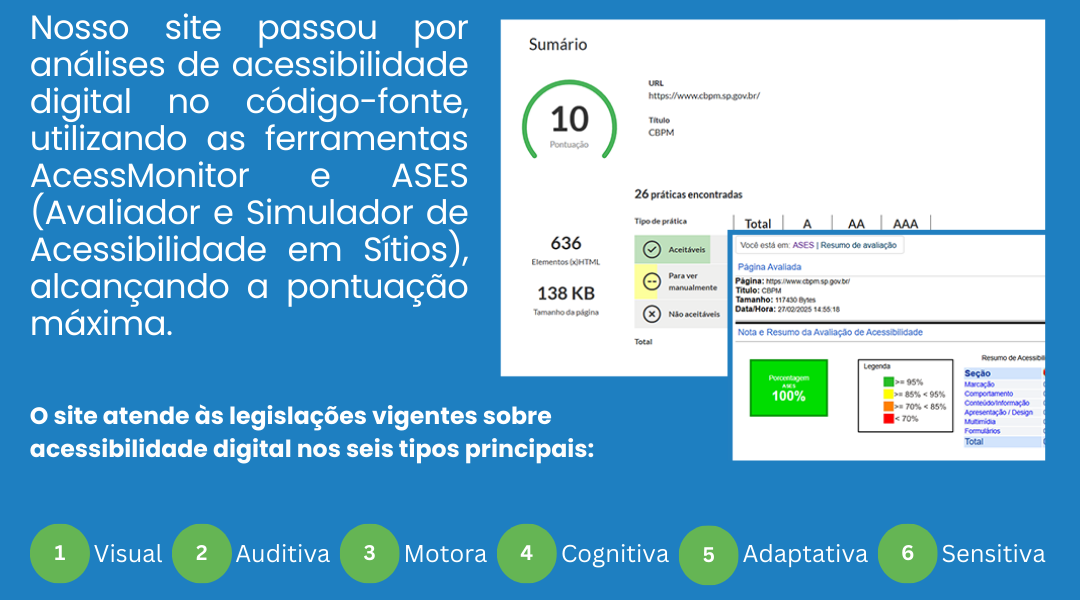 Nosso site passou por
análises de acessibilidade
digital no código-fonte,
utilizando as ferramentas
AcessMonitor e ASES
(Avaliador e Simulador de
Acessibilidade em Sítios),
alcançando a pontuação
máxima.
Sumário
10
Pontuação
URL
https://www.cbpm.sp.gov.br/
Título
CBPM
26 práticas encontradas
636
Elementos (x)HTML
138 KB
Tamanho da página
Tipo de prática Total A AA AAA
Aceitáveis
Para ver
manualmente
Não aceitáveis
Total
Você está em: ASES | Resumo de avaliação
Página Avaliada
Página: https://www.cbpm.sp.gov.br/
Título: CBPM
Tamanho: 117430 Bytes
Data/Hora: 27/02/2025 14:55:18
Nota e Resumo da Avaliação de Acessibilidade
Porcentagem
ASES
100%
Legenda
>= 95%
>= 85% < 95%
>= 70% < 85%
< 70%
Resumo de Acessibili
Seção
Marcação
Comportamento
Conteúdo/Informação
Apresentação / Design
Multimídia
Formulários
Total
O site atende às legislações vigentes sobre
acessibilidade digital nos seis tipos principais:
1 Visual 2 Auditiva 3 Motora 4 Cognitiva 5 Adaptativa 6 Sensitiva